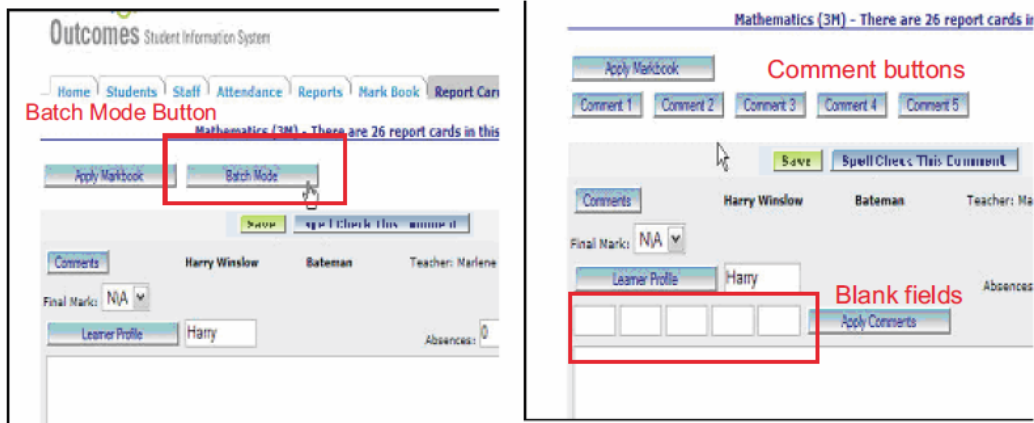 Outcomes Student Information System
Home Students Staff Attendance Reports Mark Book Report Car
Batch Mode Button
Mathematics (3M) - There are 26 report cards in this
Apply Markbook Batch Mode
Save Spell Check This Comment
Comments Harry Winslow Bateman Teacher: Marlene
Final Mark: N\A
Learner Profile Harry Absences: 0
Mathematics (3M) - There are 26 report cards in
Apply Markbook Comment buttons
Comment 1 Comment 2 Comment 3 Comment 4 Comment 5
Save Spell Check This Comment
Comments Harry Winslow Bateman Teacher: Ma
Final Mark: N\A
Learner Profile Harry Absences
Blank fields
Apply Comments